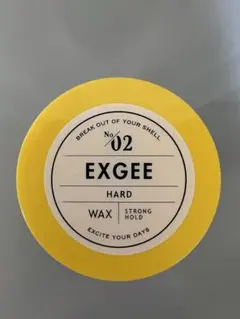 BREAK OUT OF YOUR SHELL
No/02
EXGEE
HARD
WAX
STRONG
HOLD
EXCITE YOUR DAYS